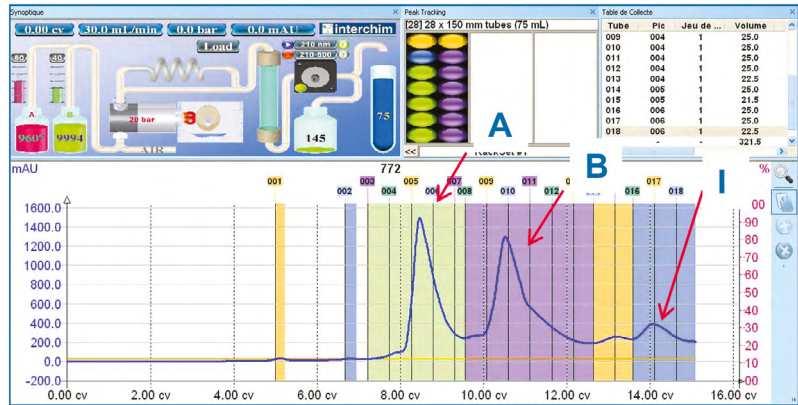 Synoptique
0.00 cv 30.0 mL/min 0.0 bar 0.0 mAU interchim
Load
210 nm
210-800
60
40
A
B
20 bar
9607
9994
145
75
AIR
Peak Tracking
[28] 28 x 150 mm tubes (75 mL)
<<
Table de Collecte
Tube Pic Jeu de ... Volume
009 004 1 25.0
010 004 1 25.0
011 004 1 25.0
012 004 1 25.0
013 004 1 22.5
014 005 1 25.0
015 005 1 21.5
016 006 1 25.0
017 006 1 25.0
018 006 1 22.5
- - 321.5
A
B
I
mAU
772
%
001 003 005 007 009 011 017
002 004 008 010 012 016 018
1600.0
1400.0
1200.0
1000.0
800.0
600.0
400.0
200.0
0.0
-200.0
00
90
80
70
60
50
40
30
20
10
00
0.00 cv 2.00 cv 4.00 cv 6.00 cv 8.00 cv 10.00 cv 12.00 cv 14.00 cv 16.00 cv